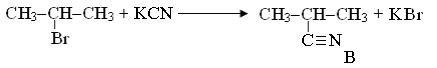 CH₃–CH–CH₃ + KCN ⟶ CH₃–CH–CH₃ + KBr
Br
C≡N
B